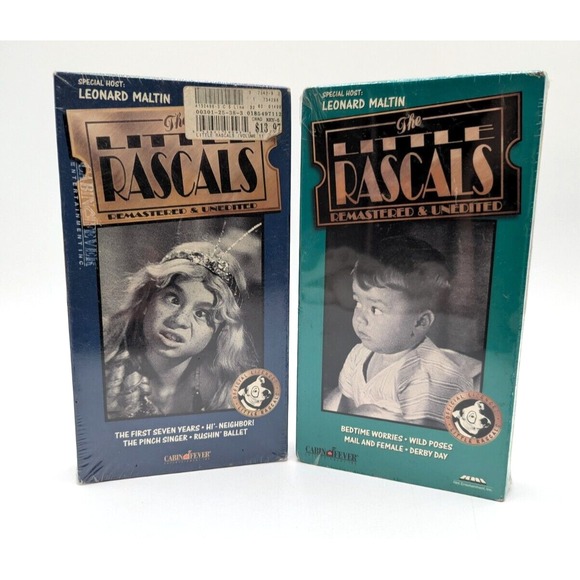 SPECIAL HOST:
LEONARD MALTIN
$13.97
The
LITTLE
RASCALS
REMASTERED & UNEDITED
THE FIRST SEVEN YEARS • HI'-NEIGHBOR!
THE PINCH SINGER • RUSHIN' BALLET
CABIN FEVER
SPECIAL HOST:
LEONARD MALTIN
The
LITTLE
RASCALS
REMASTERED & UNEDITED
BEDTIME WORRIES • WILD POSES
MAIL AND FEMALE • DERBY DAY
CABIN FEVER